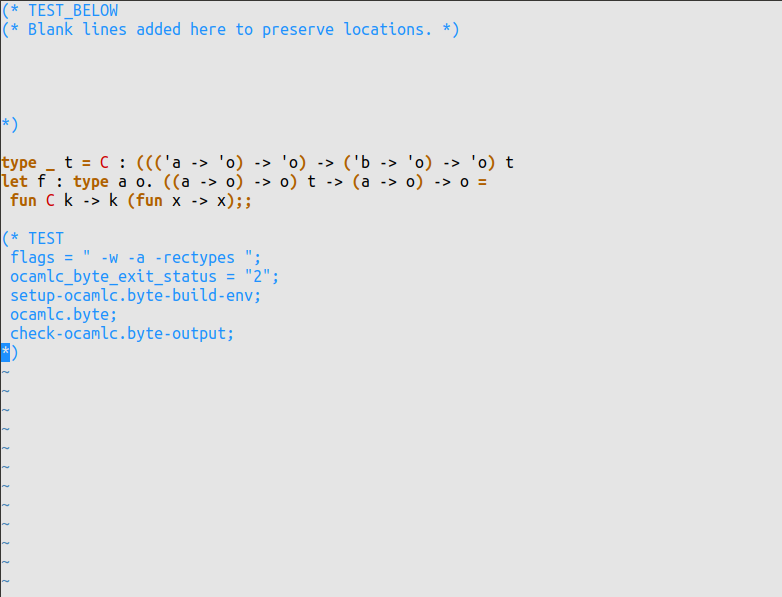 (* TEST_BELOW
(* Blank lines added here to preserve locations. *)
*)
type _ t = C : ((('a -> 'o) -> 'o) -> ('b -> 'o) -> 'o) t
let f : type a o. ((a -> o) -> o) t -> (a -> o) -> o =
 fun C k -> k (fun x -> x);;
(* TEST
 flags = " -w -a -rectypes ";
 ocamlc_byte_exit_status = "2";
 setup-ocamlc.byte-build-env;
 ocamlc.byte;
 check-ocamlc.byte-output;
*)
~
~
~
~
~
~
~
~
~
~
~
~